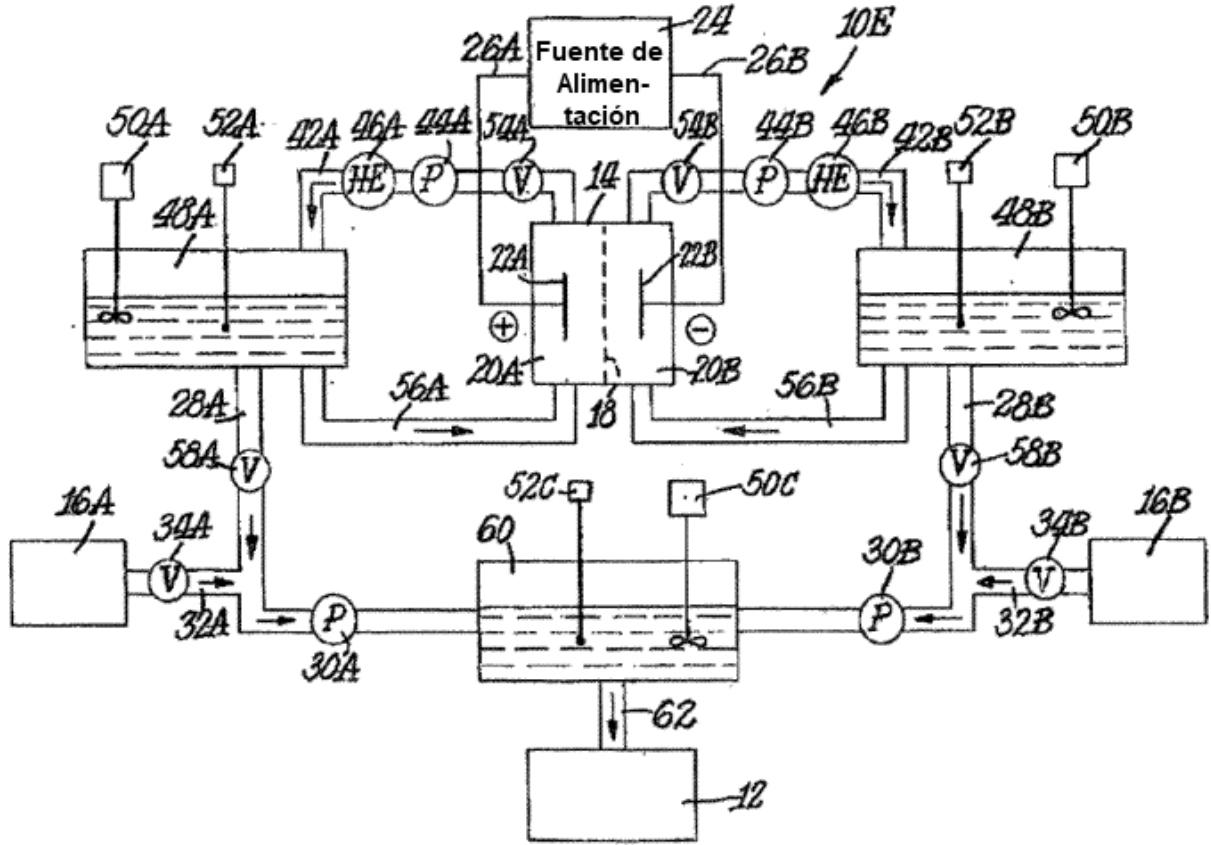 24
10E
26A
Fuente de
Alimen-
tación
26B
50A
52A
42A
46A
44A
54A
54B
44B
46B
42B
52B
50B
HE
P
V
14
V
P
HE
48A
48B
22A
22B
+
−
20A
18
20B
28A
56A
56B
28B
58A
V
V
58B
52C
50C
16A
34A
60
30B
34B
16B
V
V
32A
P
P
32B
30A
62
12